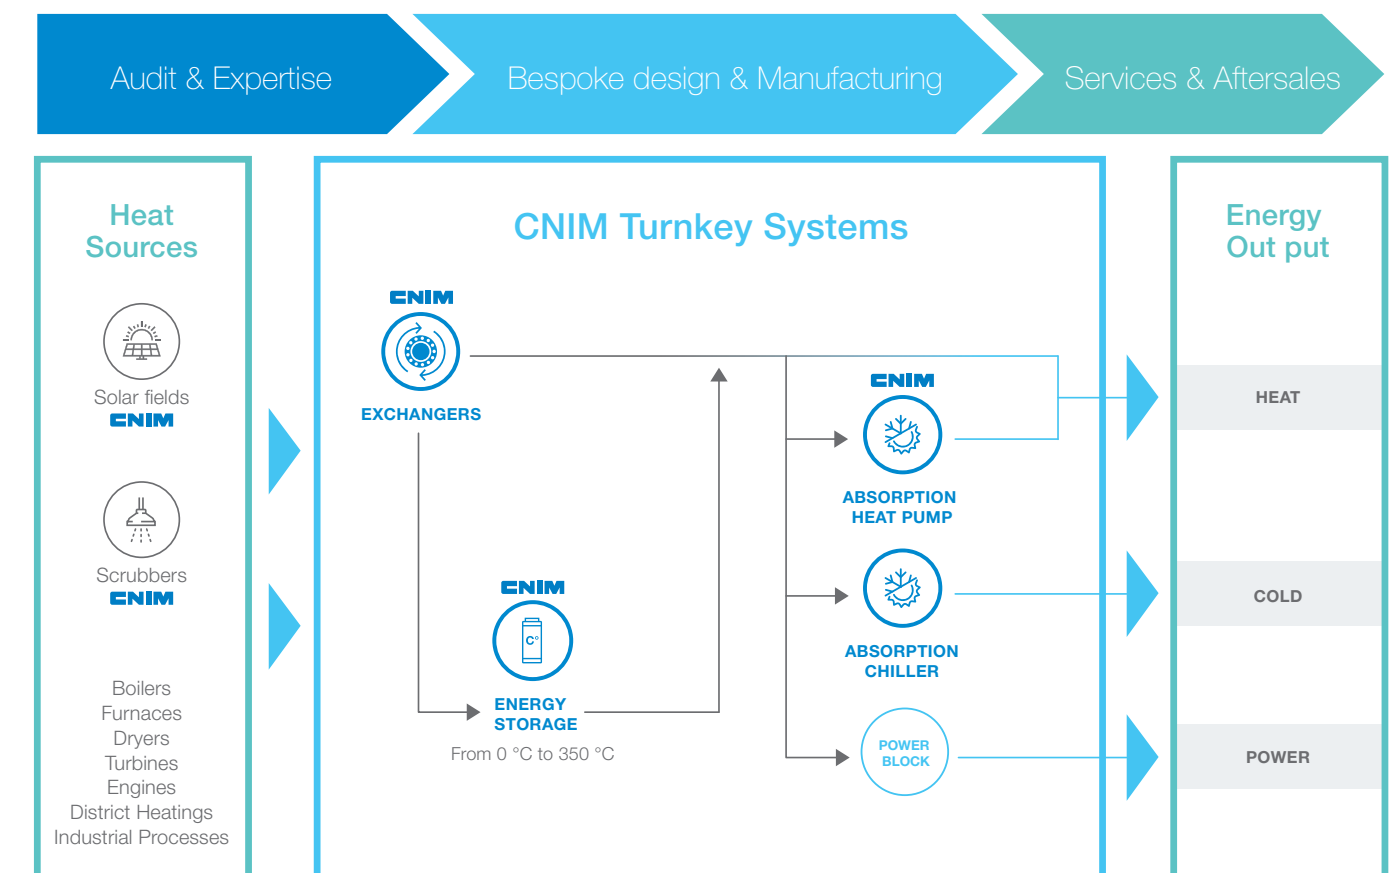 Audit & Expertise
Bespoke design & Manufacturing
Services & Aftersales
Heat
Sources
Solar fields
CNIM
Scrubbers
CNIM
Boilers
Furnaces
Dryers
Turbines
Engines
District Heatings
Industrial Processes
CNIM Turnkey Systems
CNIM
EXCHANGERS
CNIM
C°
ENERGY
STORAGE
From 0 °C to 350 °C
CNIM
ABSORPTION
HEAT PUMP
ABSORPTION
CHILLER
POWER
BLOCK
Energy
Out put
HEAT
COLD
POWER